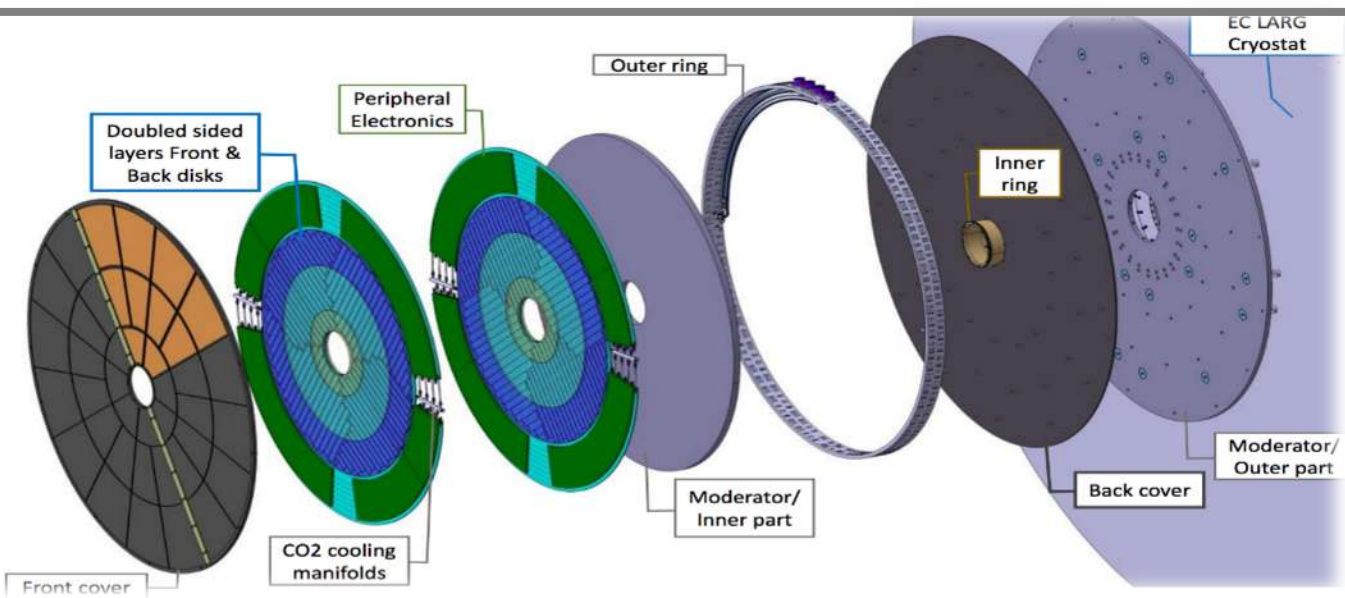 EC LARG
Cryostat
Outer ring
Peripheral
Electronics
Doubled sided
layers Front &
Back disks
Inner
ring
Moderator/
Outer part
Back cover
Moderator/
Inner part
CO2 cooling
manifolds
Front cover